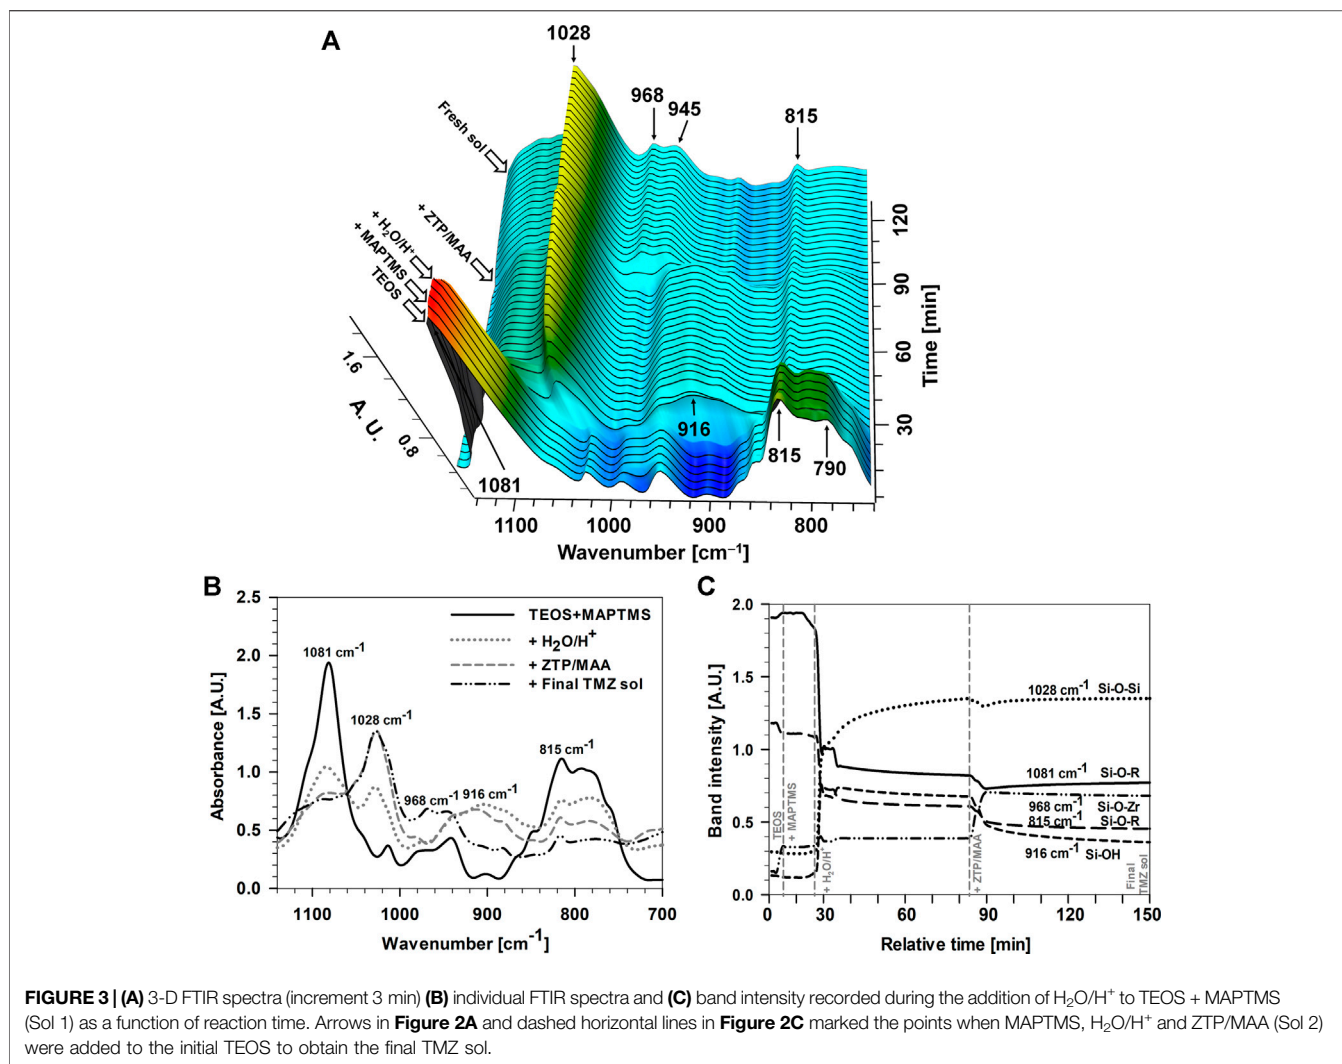 A
1028
968
945
815
Fresh sol
+ ZTP/MAA
+ H2O/H+
+ MAPTMS
TEOS
120
90
60
30
Time [min]
1.6
0.8
A. U.
1081
916
815
790
1100 1000 900 800
Wavenumber [cm–1]
B
2.5
2.0
1.5
1.0
0.5
0.0
Absorbance [A.U.]
TEOS+MAPTMS
+ H2O/H+
+ ZTP/MAA
+ Final TMZ sol
1081 cm-1
1028 cm-1
968 cm-1
916 cm-1
815 cm-1
1100 1000 900 800 700
Wavenumber [cm-1]
C
2.0
1.5
1.0
0.5
0.0
Band intensity [A.U.]
TEOS
+ MAPTMS
+ H2O/H+
+ ZTP/MAA
Final
TMZ sol
1028 cm-1 Si-O-Si
1081 cm-1 Si-O-R
968 cm-1 Si-O-Zr
815 cm-1 Si-O-R
916 cm-1 Si-OH
0 30 60 90 120 150
Relative time [min]
FIGURE 3 | (A) 3-D FTIR spectra (increment 3 min) (B) individual FTIR spectra and (C) band intensity recorded during the addition of H2O/H+ to TEOS + MAPTMS
(Sol 1) as a function of reaction time. Arrows in Figure 2A and dashed horizontal lines in Figure 2C marked the points when MAPTMS, H2O/H+ and ZTP/MAA (Sol 2)
were added to the initial TEOS to obtain the final TMZ sol.